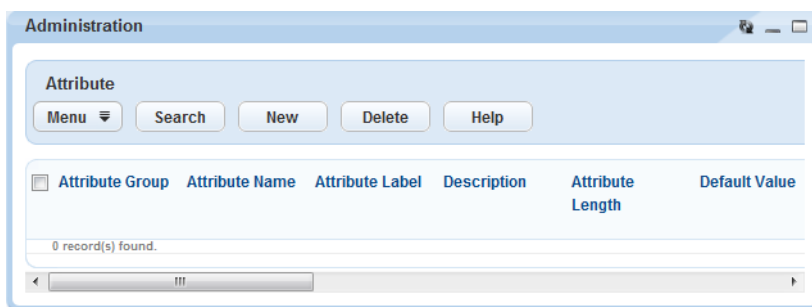 Administration
Attribute
Menu Search New Delete Help
Attribute Group Attribute Name Attribute Label Description Attribute Length Default Value
0 record(s) found.